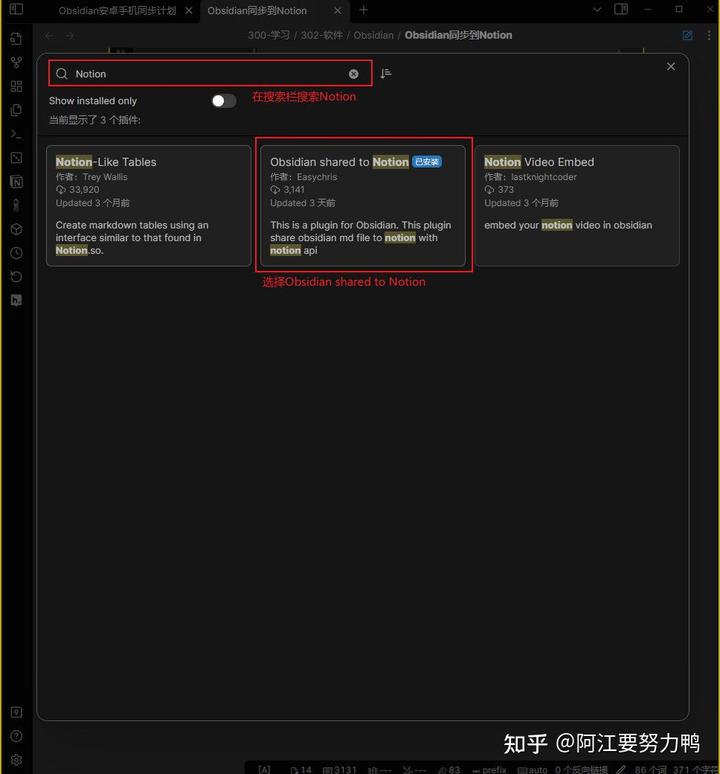 Obsidian安卓手机同步计划
Obsidian同步到Notion
300-学习 / 302-软件 / Obsidian / Obsidian同步到Notion
Notion
Show installed only
在搜索栏搜索Notion
当前显示了 3 个插件:
Notion-Like Tables
作者：Trey Wallis
33,920
Updated 3 个月前
Create markdown tables using an
interface similar to that found in
Notion.so.
Obsidian shared to Notion 已安装
作者：Easychris
3,141
Updated 3 天前
This is a plugin for Obsidian. This plugin
share obsidian md file to notion with
notion api
Notion Video Embed
作者：lastknightcoder
373
Updated 3 个月前
embed your notion video in obsidian
选择Obsidian shared to Notion
知乎 @阿江要努力鸭
[A] 14 3131 --- --- 83 prefix auto 0 个反向链接 86 个词 371 个字符